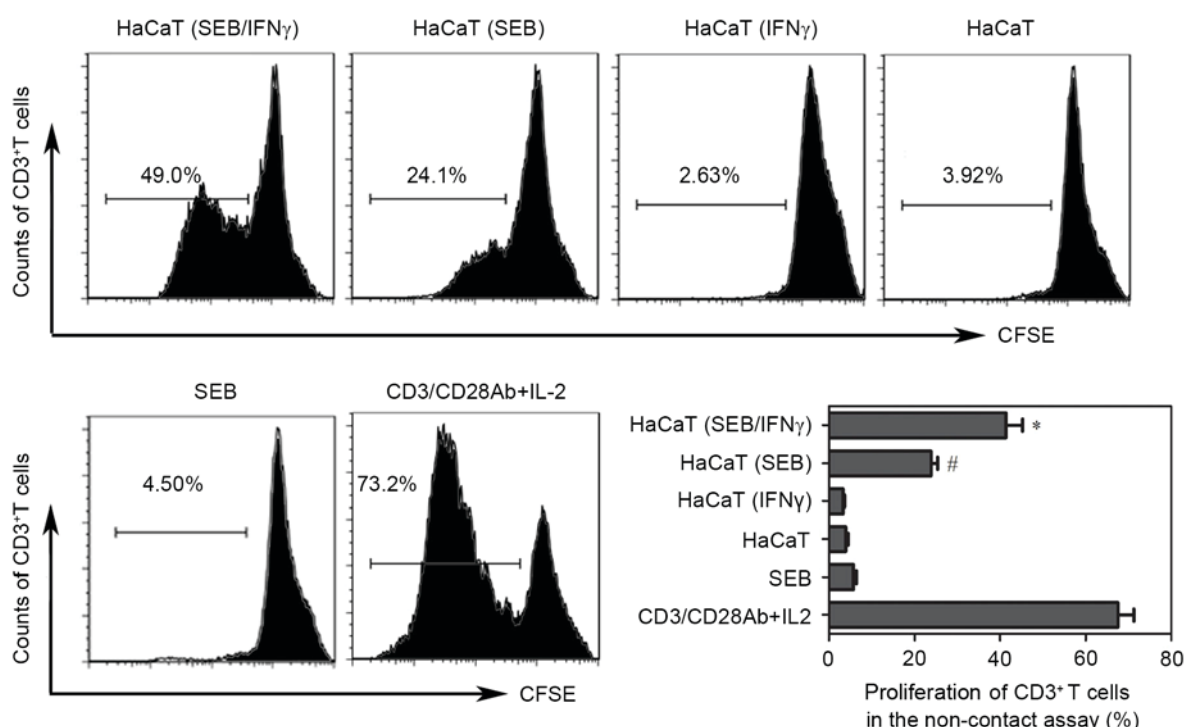 HaCaT (SEB/IFNγ)
HaCaT (SEB)
HaCaT (IFNγ)
HaCaT
Counts of CD3⁺T cells
49.0%
24.1%
2.63%
3.92%
CFSE
SEB
CD3/CD28Ab+IL-2
Counts of CD3⁺T cells
4.50%
73.2%
CFSE
HaCaT (SEB/IFNγ)
*
HaCaT (SEB)
#
HaCaT (IFNγ)
HaCaT
SEB
CD3/CD28Ab+IL2
0 20 40 60 80
Proliferation of CD3⁺ T cells
in the non-contact assay (%)